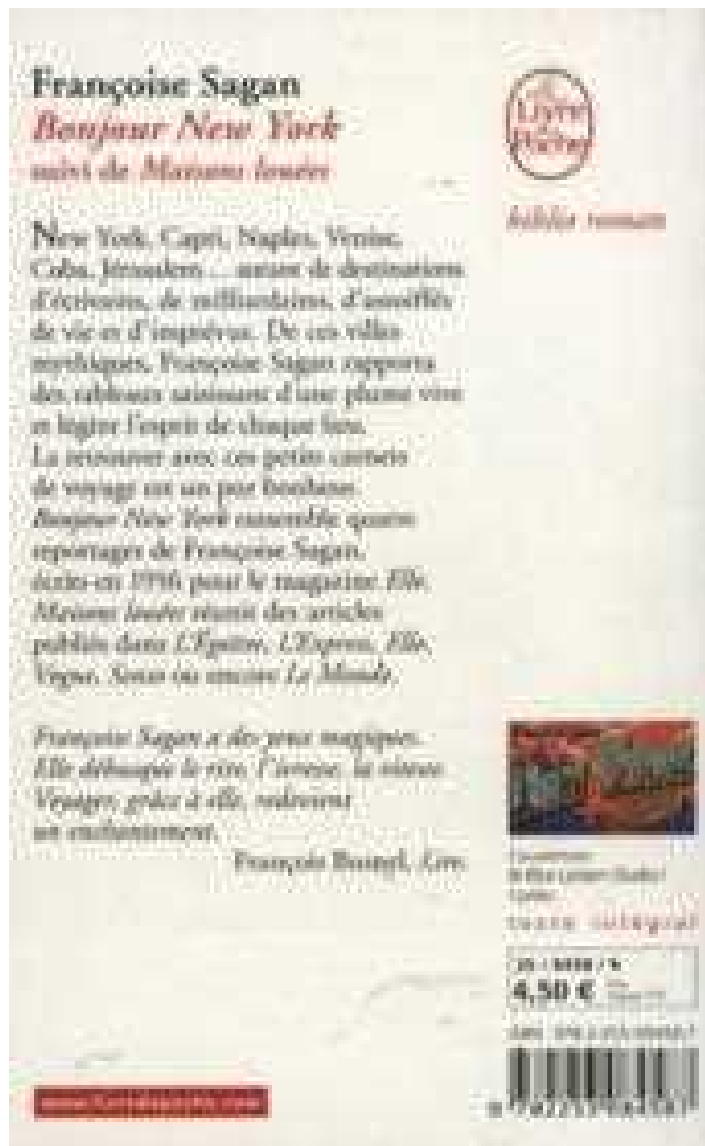 Françoise Sagan
Bonjour New York
suivi de Maisons louées
Le
Livre
de
Poche
biblio roman
New York, Capri, Naples, Venise,
Cuba, Jérusalem... autant de destinations
d'écrivains, de milliardaires, d'assoiffés
de vie et d'imprévus. De ces villes
mythiques, Françoise Sagan rapporta
des tableaux saisissant d'une plume vive
et légère l'esprit de chaque lieu.
La retrouver avec ces petits carnets
de voyage est un pur bonheur.
Bonjour New York rassemble quatre
reportages de Françoise Sagan,
écrits en 1956 pour le magazine Elle.
Maisons louées réunit des articles
publiés dans L'Égoïste, L'Express, Elle,
Vogue, Senso ou encore Le Monde.
Françoise Sagan a des yeux magiques.
Elle débusque le rire, l'ivresse, la vitesse.
Voyager, grâce à elle, redevient
un enchantement.
François Busnel, Lire.
Couverture :
texte intégral
4,50 €